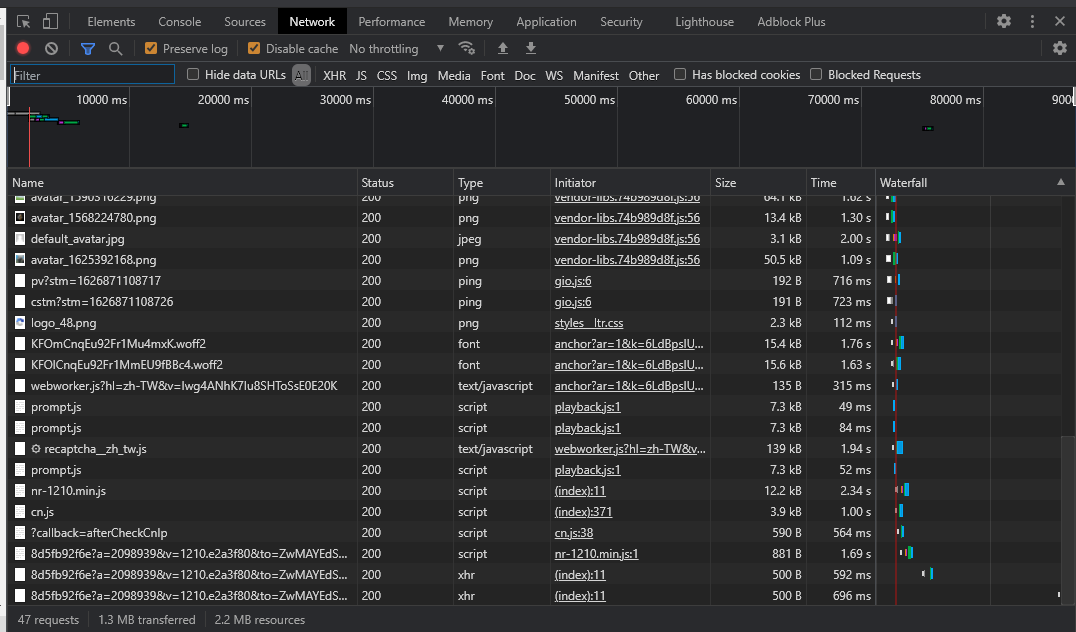 Elements Console Sources Network Performance Memory Application Security Lighthouse Adblock Plus
Preserve log Disable cache No throttling
Filter Hide data URLs All XHR JS CSS Img Media Font Doc WS Manifest Other Has blocked cookies Blocked Requests
10000 ms 20000 ms 30000 ms 40000 ms 50000 ms 60000 ms 70000 ms 80000 ms 9000
Name Status Type Initiator Size Time Waterfall
avatar_1590316229.png 200 png vendor-libs.74b989d8f.js:56 64.1 kB 1.02 s
avatar_1568224780.png 200 png vendor-libs.74b989d8f.js:56 13.4 kB 1.30 s
default_avatar.jpg 200 jpeg vendor-libs.74b989d8f.js:56 3.1 kB 2.00 s
avatar_1625392168.png 200 png vendor-libs.74b989d8f.js:56 50.5 kB 1.09 s
pv?stm=1626871108717 200 ping gio.js:6 192 B 716 ms
cstm?stm=1626871108726 200 ping gio.js:6 191 B 723 ms
logo_48.png 200 png styles__ltr.css 2.3 kB 112 ms
KFOmCnqEu92Fr1Mu4mxK.woff2 200 font anchor?ar=1&k=6LdBpsIU... 15.4 kB 1.76 s
KFOlCnqEu92Fr1MmEU9fBBc4.woff2 200 font anchor?ar=1&k=6LdBpsIU... 15.6 kB 1.63 s
webworker.js?hl=zh-TW&v=Iwg4ANhK7Iu8SHToSsE0E20K 200 text/javascript anchor?ar=1&k=6LdBpsIU... 135 B 315 ms
prompt.js 200 script playback.js:1 7.3 kB 49 ms
prompt.js 200 script playback.js:1 7.3 kB 84 ms
recaptcha__zh_tw.js 200 text/javascript webworker.js?hl=zh-TW&v... 139 kB 1.94 s
prompt.js 200 script playback.js:1 7.3 kB 52 ms
nr-1210.min.js 200 script (index):11 12.2 kB 2.34 s
cn.js 200 script (index):371 3.9 kB 1.00 s
?callback=afterCheckCnIp 200 script cn.js:38 590 B 564 ms
8d5fb92f6e?a=2098939&v=1210.e2a3f80&to=ZwMAYEdS... 200 script nr-1210.min.js:1 881 B 1.69 s
8d5fb92f6e?a=2098939&v=1210.e2a3f80&to=ZwMAYEdS... 200 xhr (index):11 500 B 592 ms
8d5fb92f6e?a=2098939&v=1210.e2a3f80&to=ZwMAYEdS... 200 xhr (index):11 500 B 696 ms
47 requests 1.3 MB transferred 2.2 MB resources